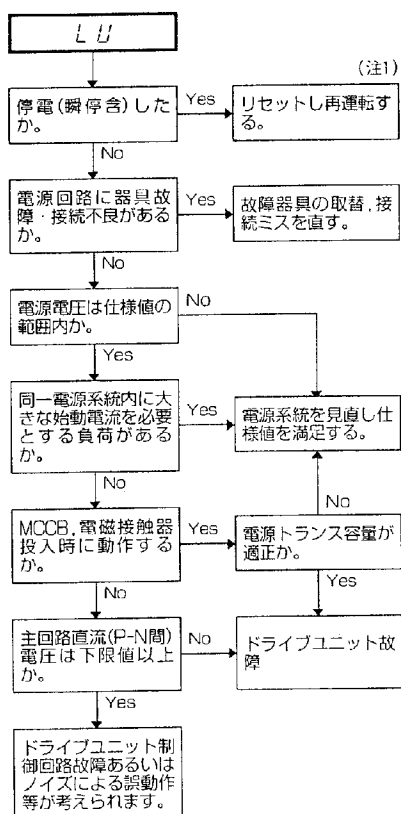 LU
(注1)
停電(瞬停含)した
か。
Yes
リセットし再運転す
る。
No
電源回路に器具故
障・接続不良がある
か。
Yes
故障器具の取替,接
続ミスを直す。
No
電源電圧は仕様値の
範囲内か。
No
Yes
同一電源系統内に大
きな始動電流を必要
とする負荷がある
か。
Yes
電源系統を見直し仕
様値を満足する。
No
No
MCCB,電磁接触器
投入時に動作する
か。
Yes
電源トランス容量が
適正か。
No
Yes
主回路直流(P-N間)
電圧は下限値以上
か。
No
ドライブユニット故
障
Yes
ドライブユニット制
御回路故障あるいは
ノイズによる誤動作
等が考えられます。